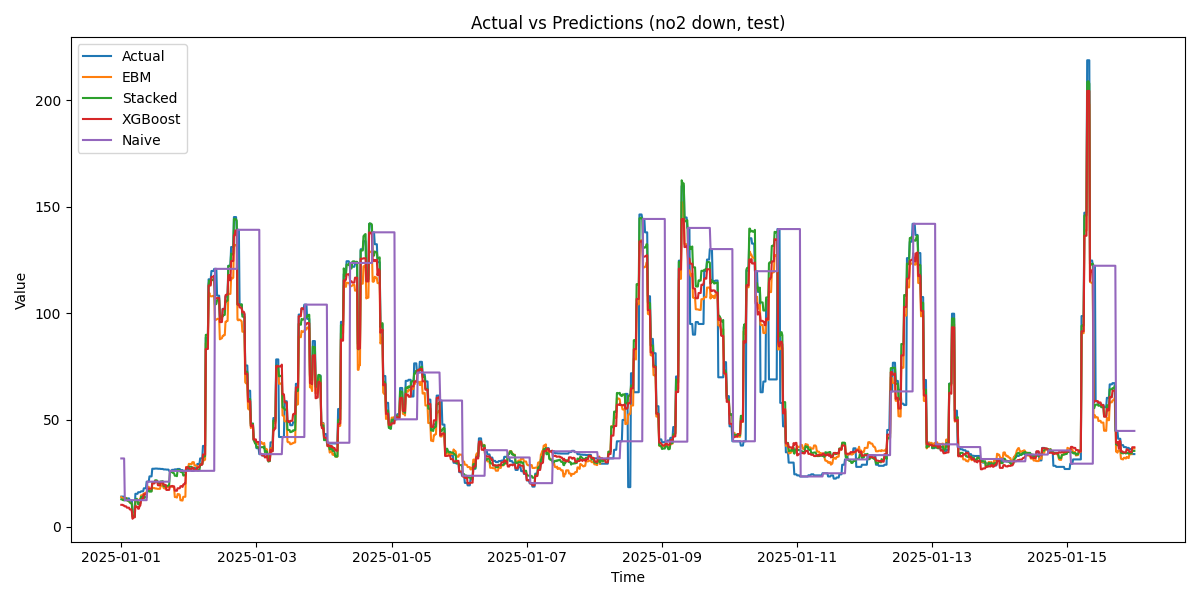 Actual vs Predictions (no2 down, test)
Actual
EBM
Stacked
XGBoost
Naive
Value
200
150
100
50
0
2025-01-01
2025-01-03
2025-01-05
2025-01-07
2025-01-09
2025-01-11
2025-01-13
2025-01-15
Time